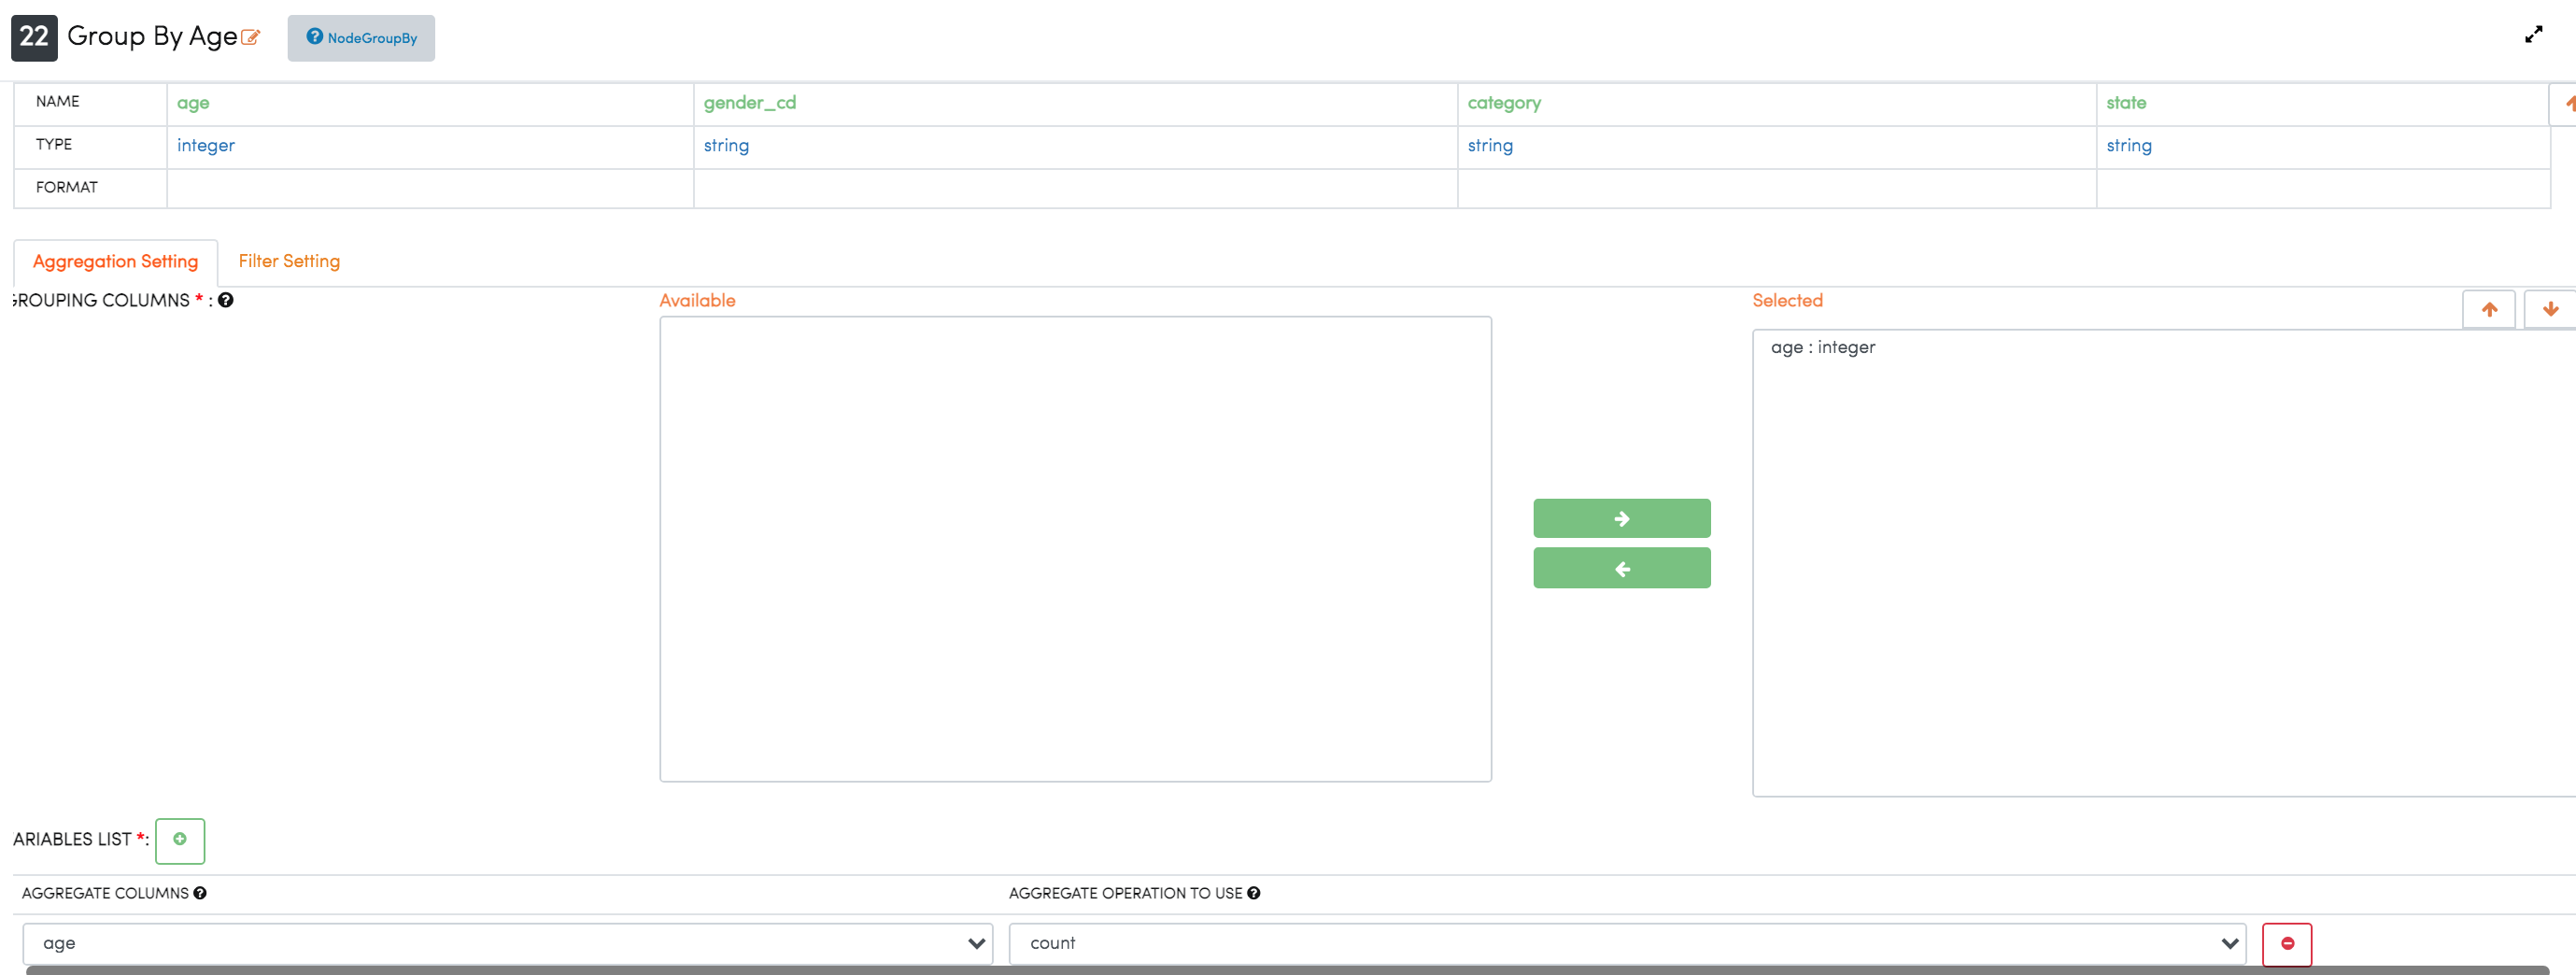 22 Group By Age NodeGroupBy
NAME age gender_cd category state
TYPE integer string string string
FORMAT
Aggregation Setting Filter Setting
GROUPING COLUMNS * : Available Selected
age : integer
ARIABLES LIST *:
AGGREGATE COLUMNS AGGREGATE OPERATION TO USE
age count